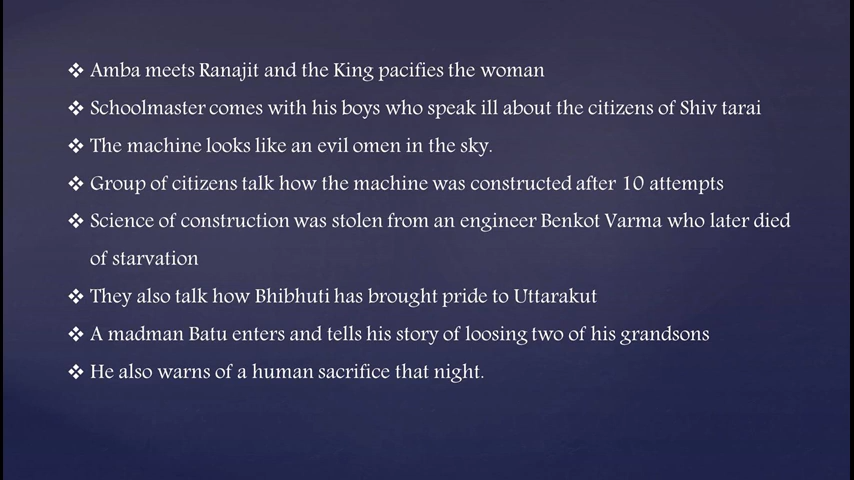 ❖ Amba meets Ranajit and the King pacifies the woman
❖ Schoolmaster comes with his boys who speak ill about the citizens of Shiv tarai
❖ The machine looks like an evil omen in the sky.
❖ Group of citizens talk how the machine was constructed after 10 attempts
❖ Science of construction was stolen from an engineer Benkot Varma who later died
of starvation
❖ They also talk how Bhibhuti has brought pride to Uttarakut
❖ A madman Batu enters and tells his story of loosing two of his grandsons
❖ He also warns of a human sacrifice that night.